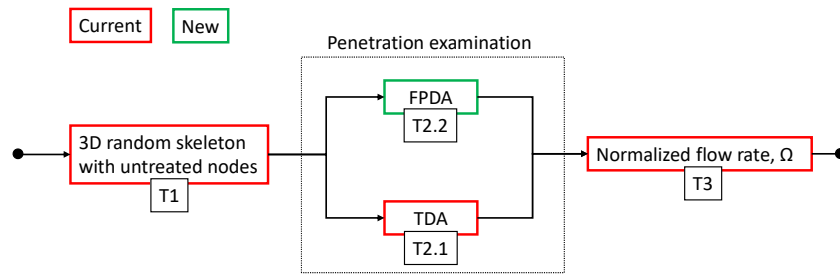 Current
New
Penetration examination
FPDA
T2.2
3D random skeleton
with untreated nodes
T1
TDA
T2.1
Normalized flow rate, Ω
T3